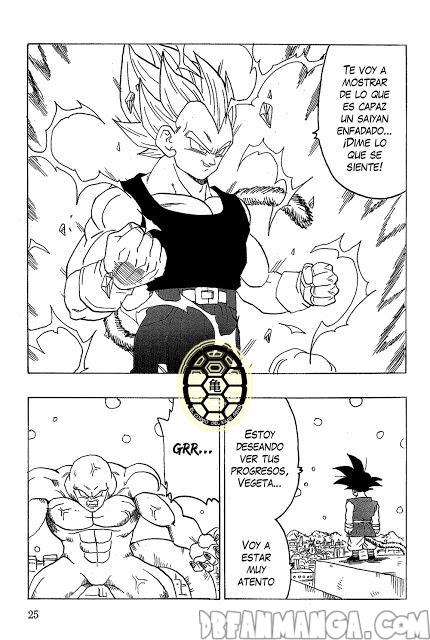 TE VOY A
MOSTRAR
DE LO QUE
ES CAPAZ
UN SAIYAN
ENFADADO...
¡DIME LO
QUE SE
SIENTE!
GRR...
ESTOY
DESEANDO
VER TUS
PROGRESOS,
VEGETA...
VOY A
ESTAR
MUY
ATENTO
亀
25
DBFANMANGA.COM